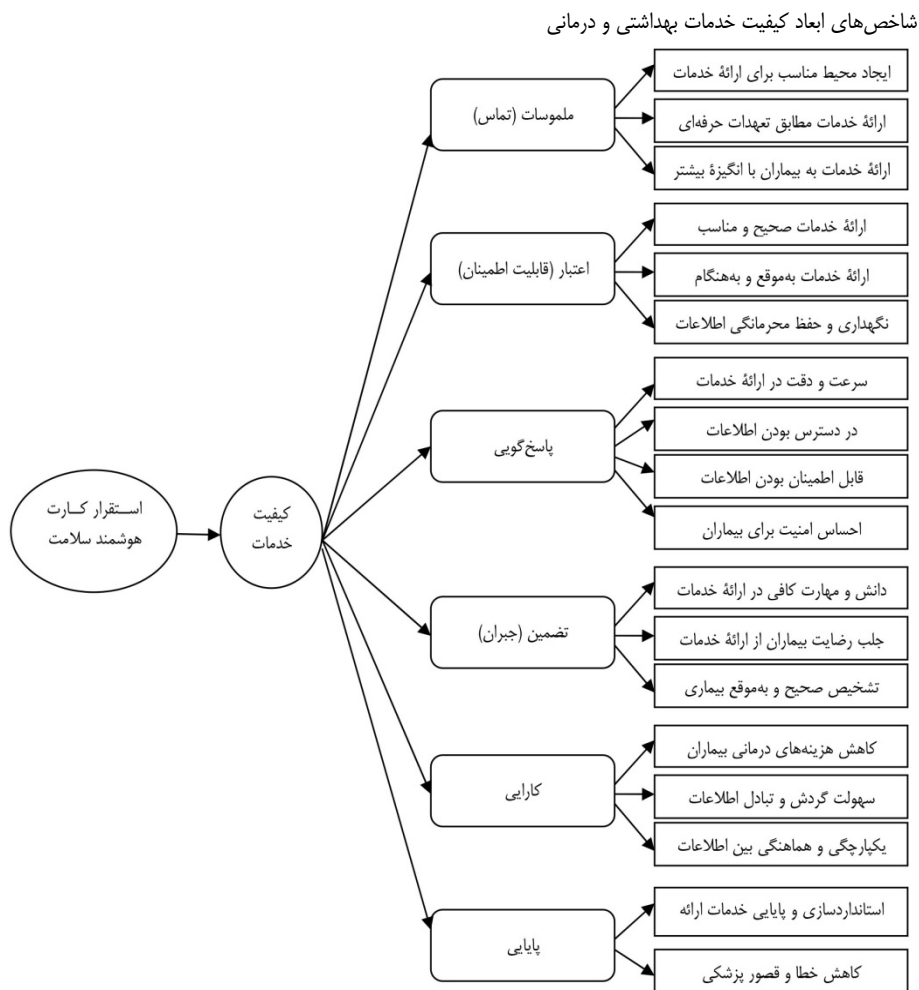 شاخص‌های ابعاد کیفیت خدمات بهداشتی و درمانی
استقرار کارت
هوشمند سلامت
کیفیت
خدمات
ملموسات (تماس)
ایجاد محیط مناسب برای ارائهٔ خدمات
ارائهٔ خدمات مطابق تعهدات حرفه‌ای
ارائهٔ خدمات به بیماران با انگیزهٔ بیشتر
اعتبار (قابلیت اطمینان)
ارائهٔ خدمات صحیح و مناسب
ارائهٔ خدمات به‌موقع و به‌هنگام
نگهداری و حفظ محرمانگی اطلاعات
پاسخ‌گویی
سرعت و دقت در ارائهٔ خدمات
در دسترس بودن اطلاعات
قابل اطمینان بودن اطلاعات
احساس امنیت برای بیماران
تضمین (جبران)
دانش و مهارت کافی در ارائهٔ خدمات
جلب رضایت بیماران از ارائهٔ خدمات
تشخیص صحیح و به‌موقع بیماری
کارایی
کاهش هزینه‌های درمانی بیماران
سهولت گردش و تبادل اطلاعات
یکپارچگی و هماهنگی بین اطلاعات
پایایی
استانداردسازی و پایایی خدمات ارائه
کاهش خطا و قصور پزشکی